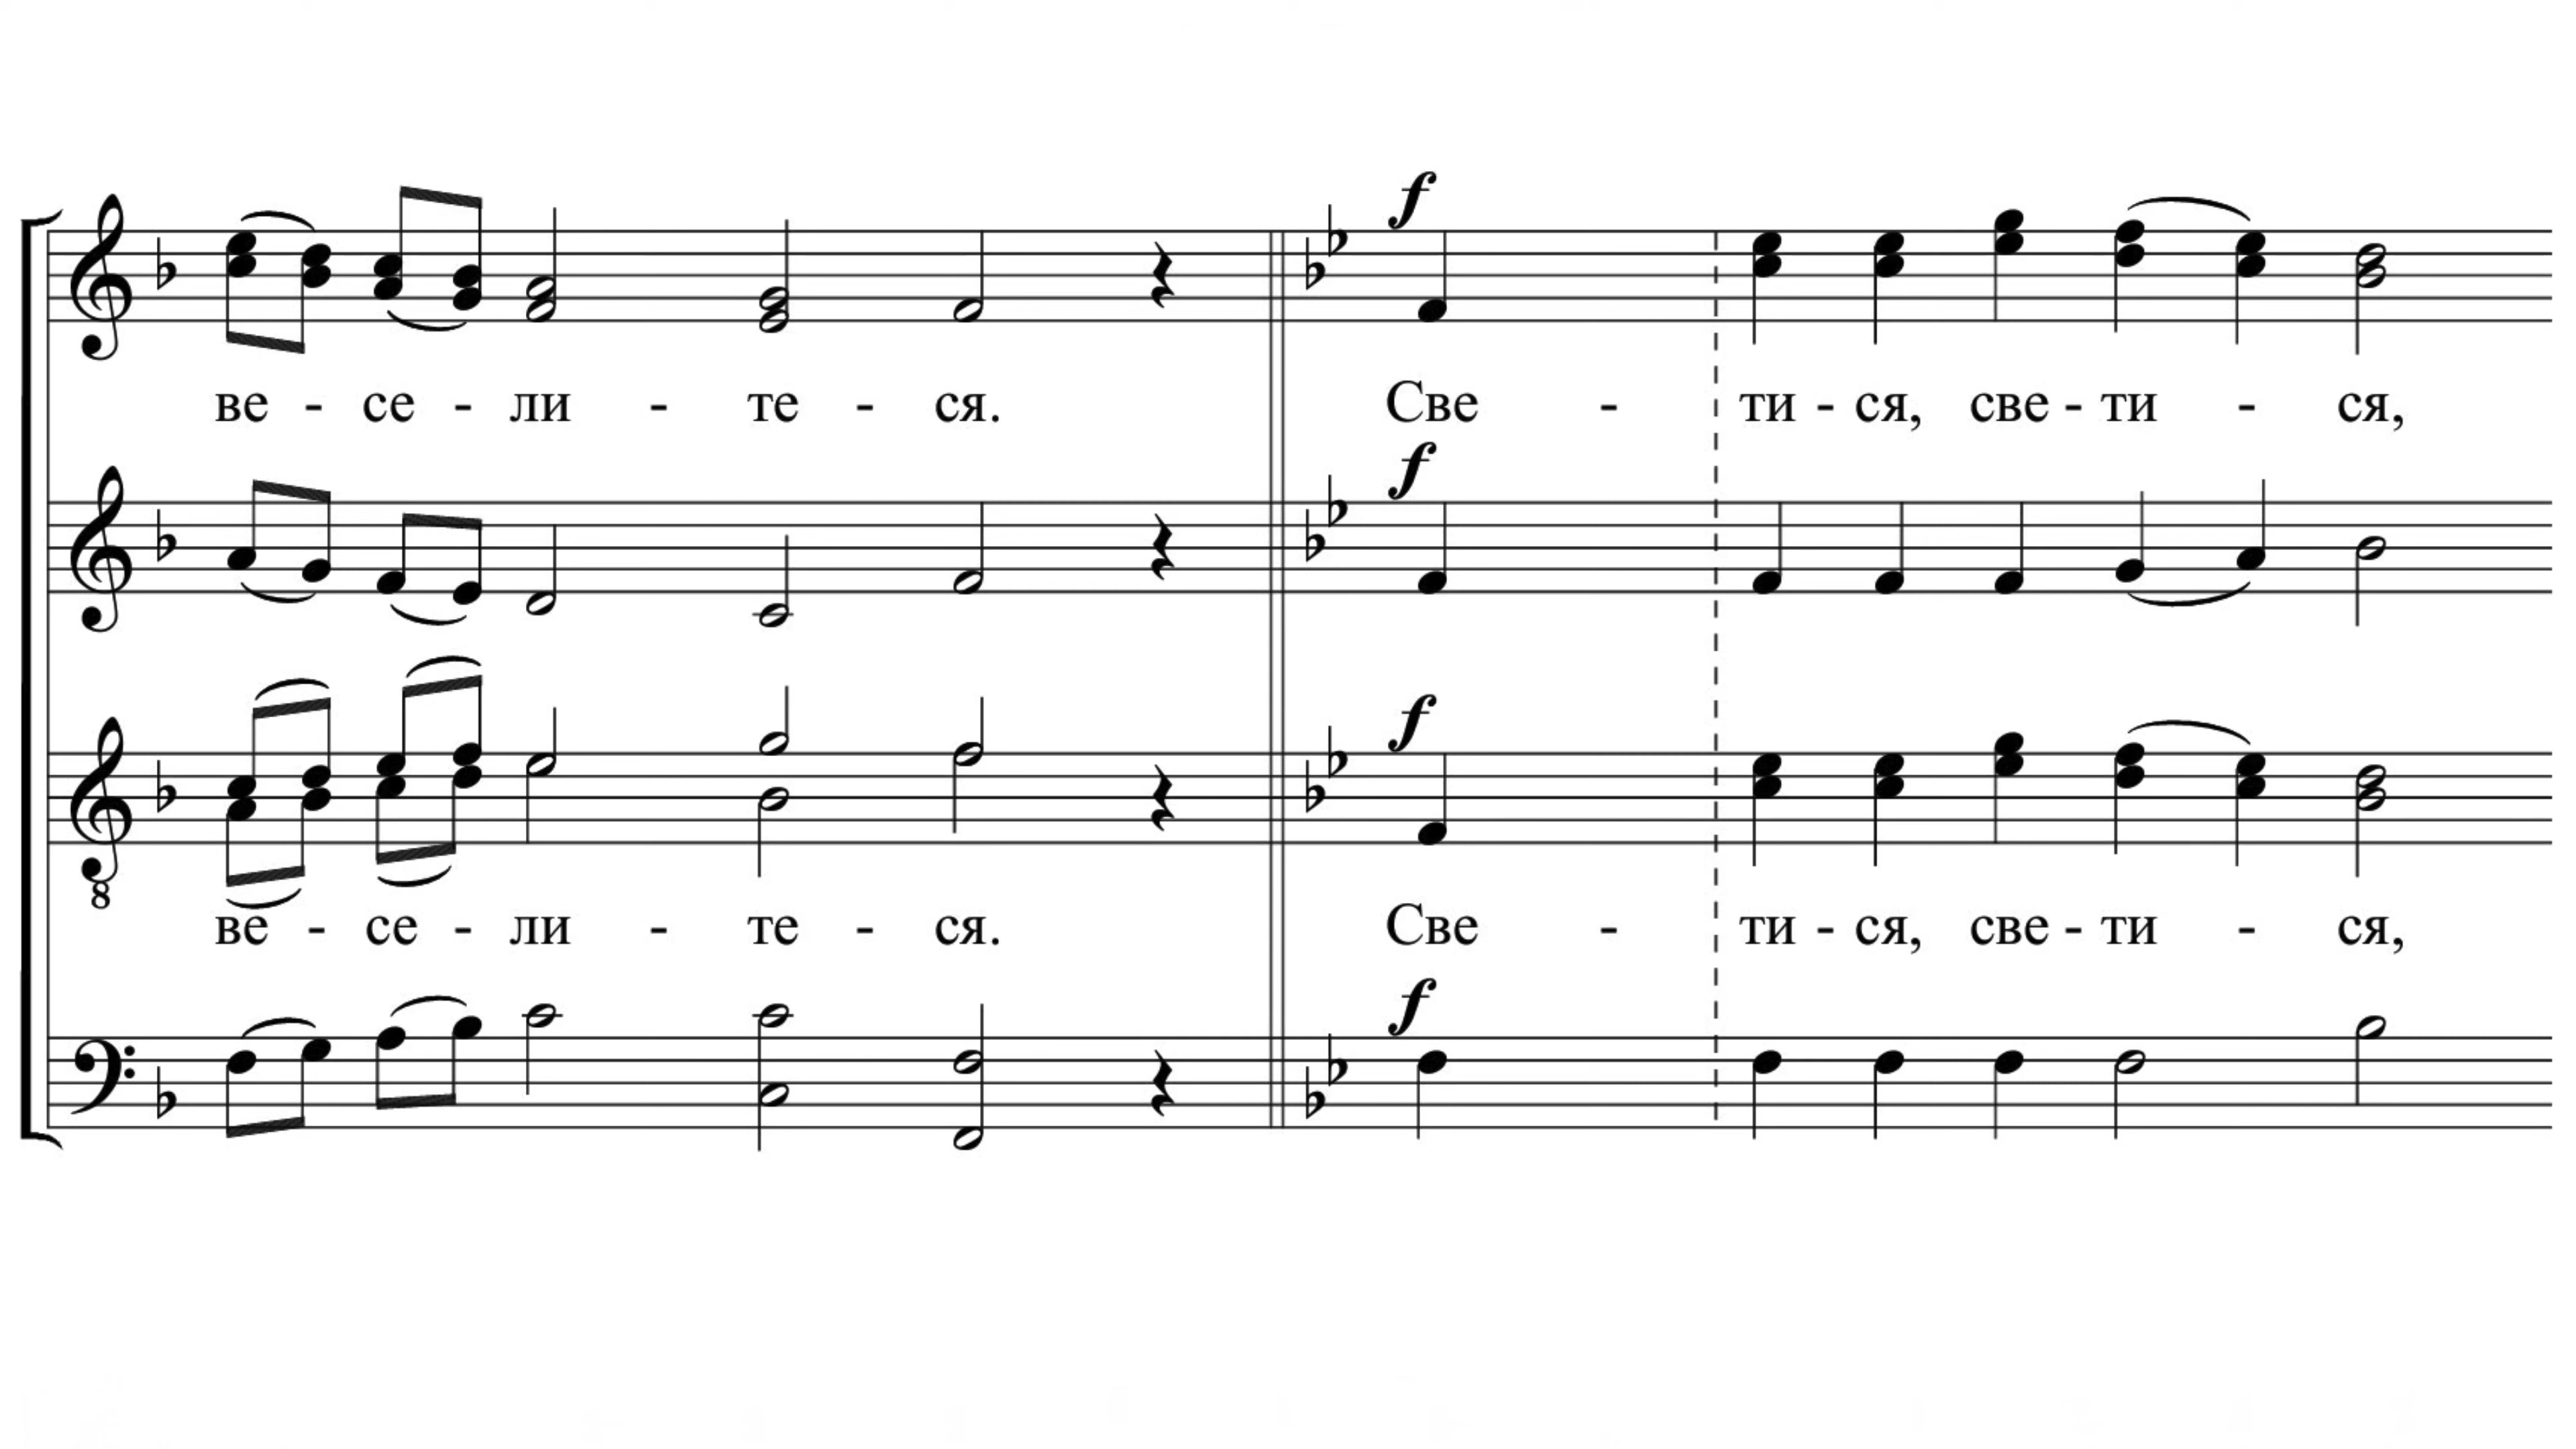 f
ве - се - ли - те - ся. Све - ти - ся, све - ти - ся,
f
f
8
ве - се - ли - те - ся. Све - ти - ся, све - ти - ся,
f